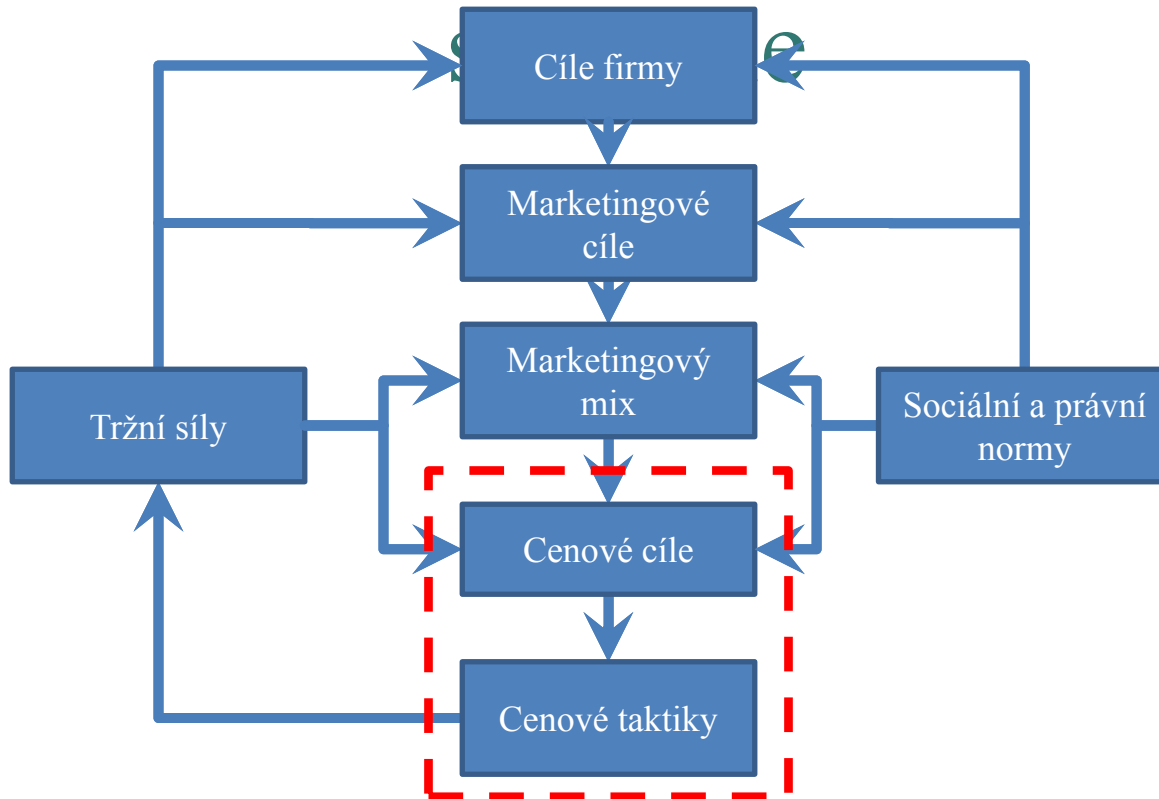 Cíle firmy
Marketingové
cíle
Marketingový
mix
Tržní síly
Sociální a právní
normy
Cenové cíle
Cenové taktiky